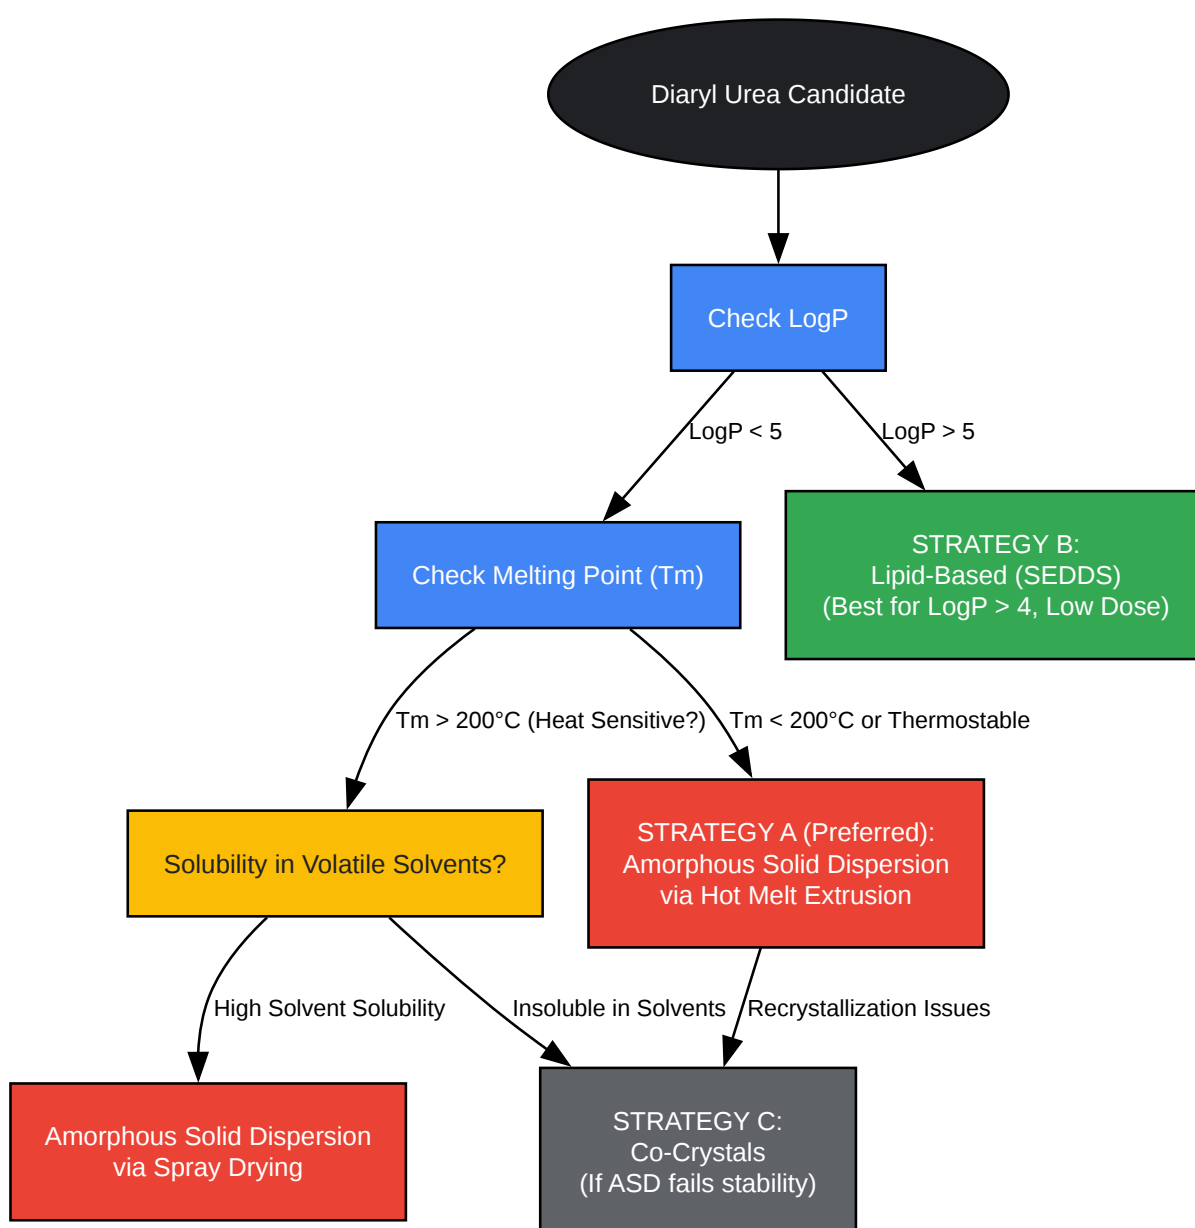 Diaryl Urea Candidate
Check LogP
LogP < 5
LogP > 5
STRATEGY B:
Lipid-Based (SEDDS)
(Best for LogP > 4, Low Dose)
Check Melting Point (Tm)
Tm > 200°C (Heat Sensitive?)
Tm < 200°C or Thermostable
Solubility in Volatile Solvents?
STRATEGY A (Preferred):
Amorphous Solid Dispersion
via Hot Melt Extrusion
High Solvent Solubility
Insoluble in Solvents
Recrystallization Issues
Amorphous Solid Dispersion
via Spray Drying
STRATEGY C:
Co-Crystals
(If ASD fails stability)